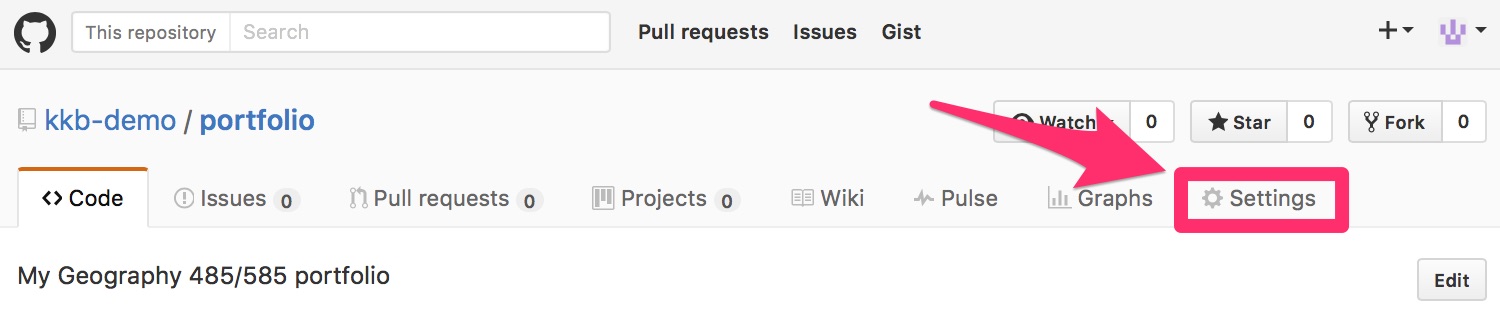 This repository Search Pull requests Issues Gist
kkb-demo / portfolio Watch 0 Star 0 Fork 0
Code Issues 0 Pull requests 0 Projects 0 Wiki Pulse Graphs Settings
My Geography 485/585 portfolio Edit